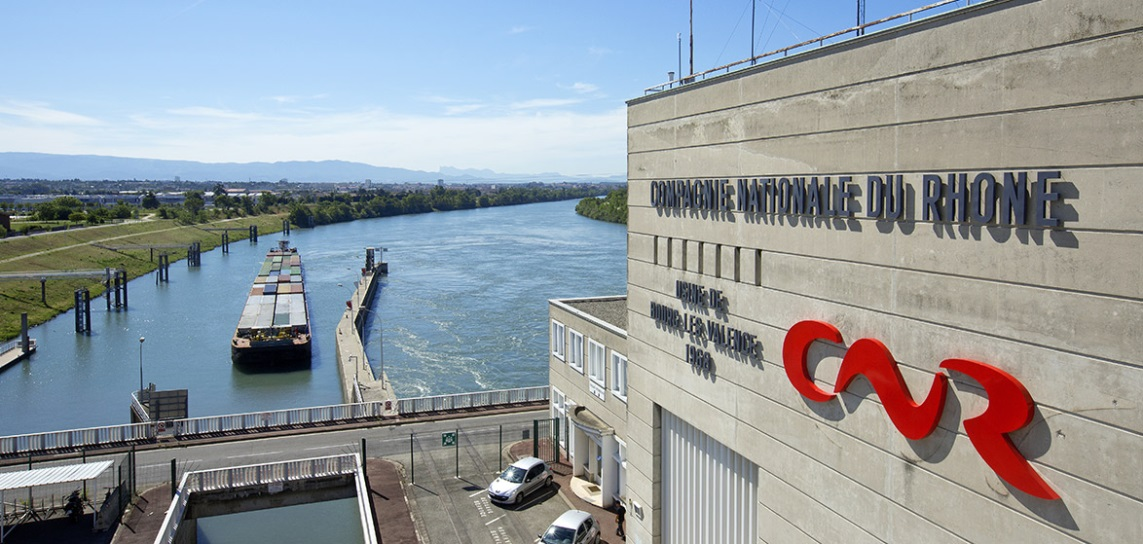 COMPAGNIE NATIONALE DU RHONE
USINE DE
BOURG-LES-VALENCE
1968
cnr